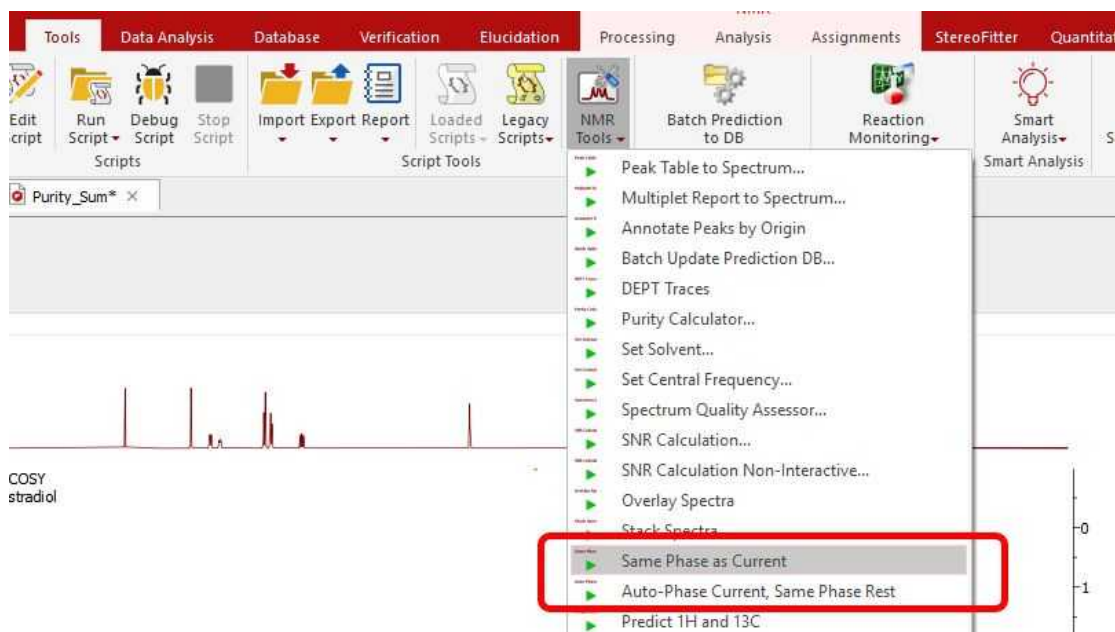 Tools Data Analysis Database Verification Elucidation Processing Analysis Assignments StereoFitter Quantitat
Edit Script
Run Script
Debug Script
Stop Script
Import Export Report
Loaded Scripts
Legacy Scripts
NMR Tools
Batch Prediction to DB
Reaction Monitoring
Smart Analysis
Scripts
Script Tools
Smart Analysis
Purity_Sum*
Peak Table to Spectrum...
Multiplet Report to Spectrum...
Annotate Peaks by Origin
Batch Update Prediction DB...
DEPT Traces
Purity Calculator...
Set Solvent...
Set Central Frequency...
Spectrum Quality Assessor...
SNR Calculation...
SNR Calculation Non-Interactive...
Overlay Spectra
Stack Spectra
Same Phase as Current
Auto-Phase Current, Same Phase Rest
Predict 1H and 13C
COSY
stradiol
0
1